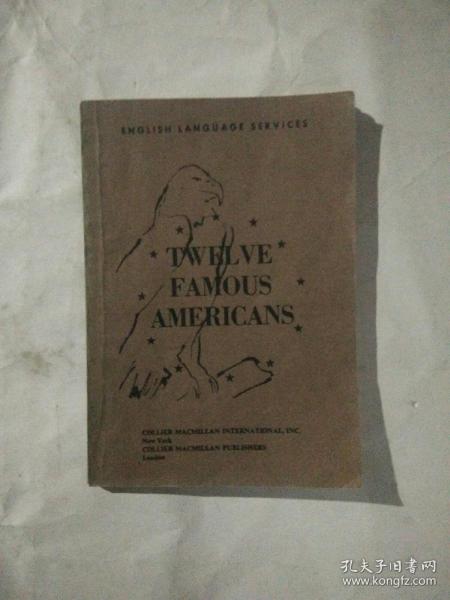 ENGLISH LANGUAGE SERVICES
TWELVE
FAMOUS
AMERICANS
COLLIER MACMILLAN INTERNATIONAL, INC.
New York
COLLIER MACMILLAN PUBLISHERS
London
孔夫子旧书网
www.kongfz.com